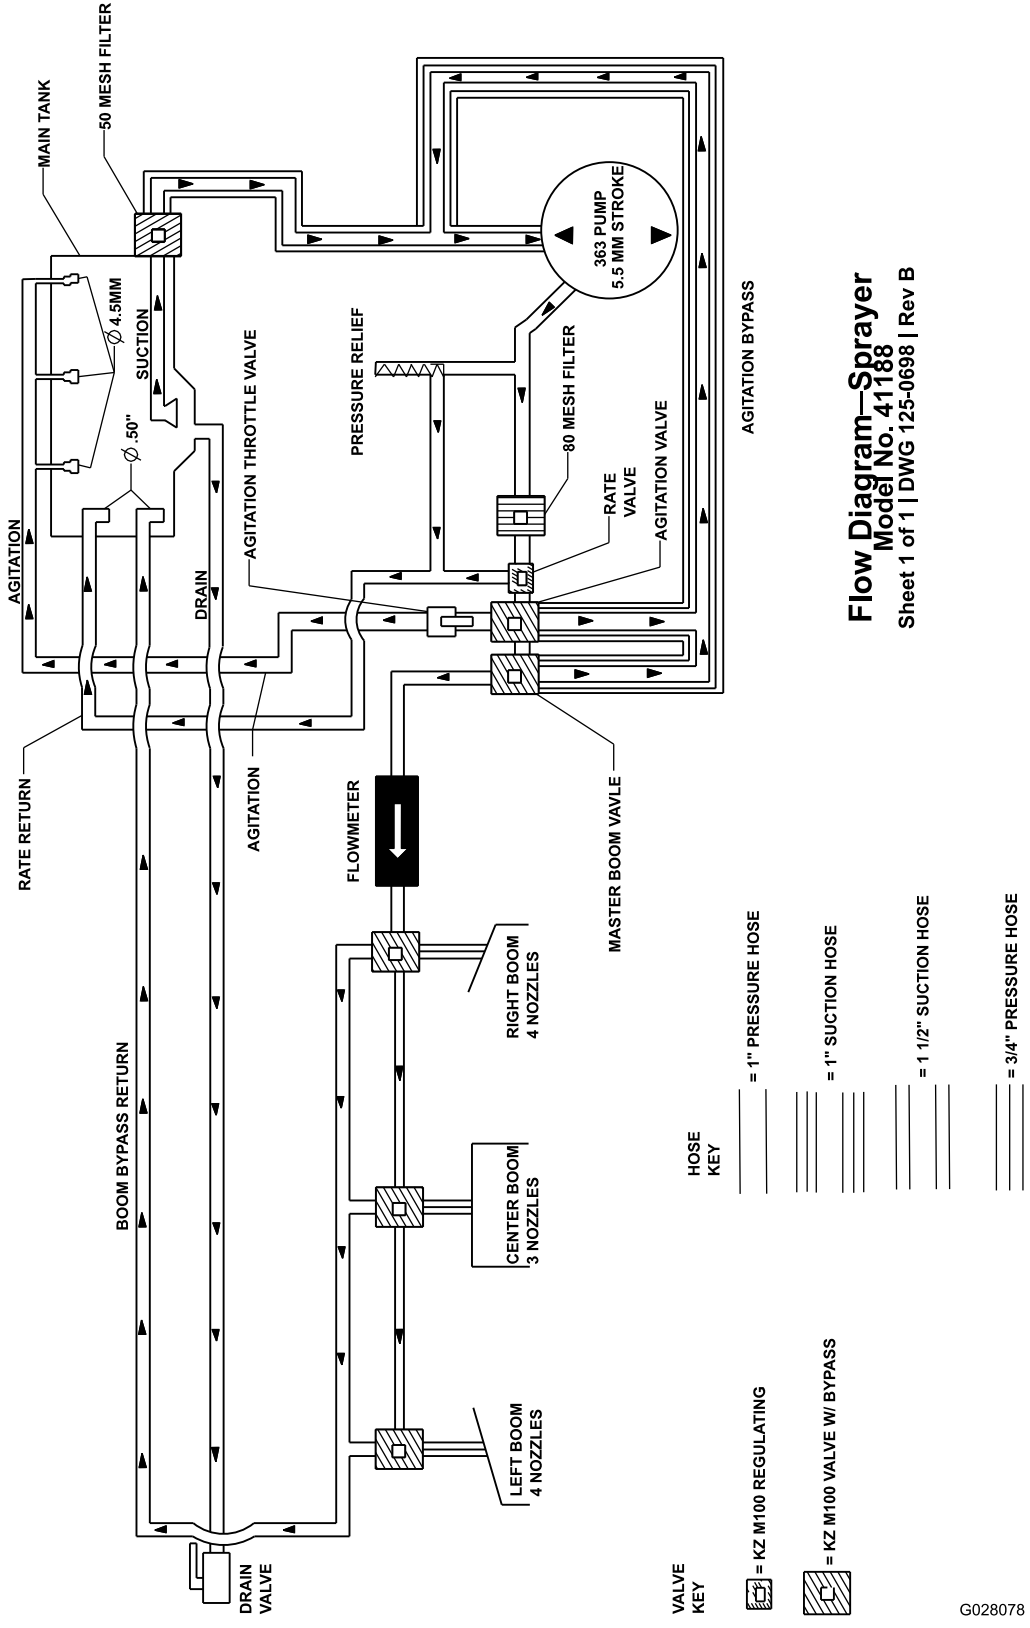 MAIN TANK
50 MESH FILTER
AGITATION
Ø 4.5MM
SUCTION
Ø .50"
DRAIN
AGITATION THROTTLE VALVE
PRESSURE RELIEF
363 PUMP
5.5 MM STROKE
80 MESH FILTER
RATE
VALVE
AGITATION VALVE
AGITATION BYPASS
RATE RETURN
AGITATION
FLOWMETER
MASTER BOOM VAVLE
BOOM BYPASS RETURN
RIGHT BOOM
4 NOZZLES
CENTER BOOM
3 NOZZLES
LEFT BOOM
4 NOZZLES
DRAIN
VALVE
HOSE
KEY
= 1" PRESSURE HOSE
= 1" SUCTION HOSE
= 1 1/2" SUCTION HOSE
= 3/4" PRESSURE HOSE
VALVE
KEY
= KZ M100 REGULATING
= KZ M100 VALVE W/ BYPASS
Flow Diagram—Sprayer
Model No. 41188
Sheet 1 of 1 | DWG 125-0698 | Rev B
G028078